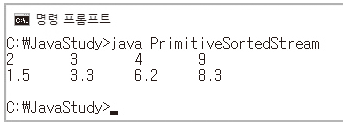 명령 프롬프트
C:₩JavaStudy>java PrimitiveSortedStream
2 3 4 9
1.5 3.3 6.2 8.3
C:₩JavaStudy>